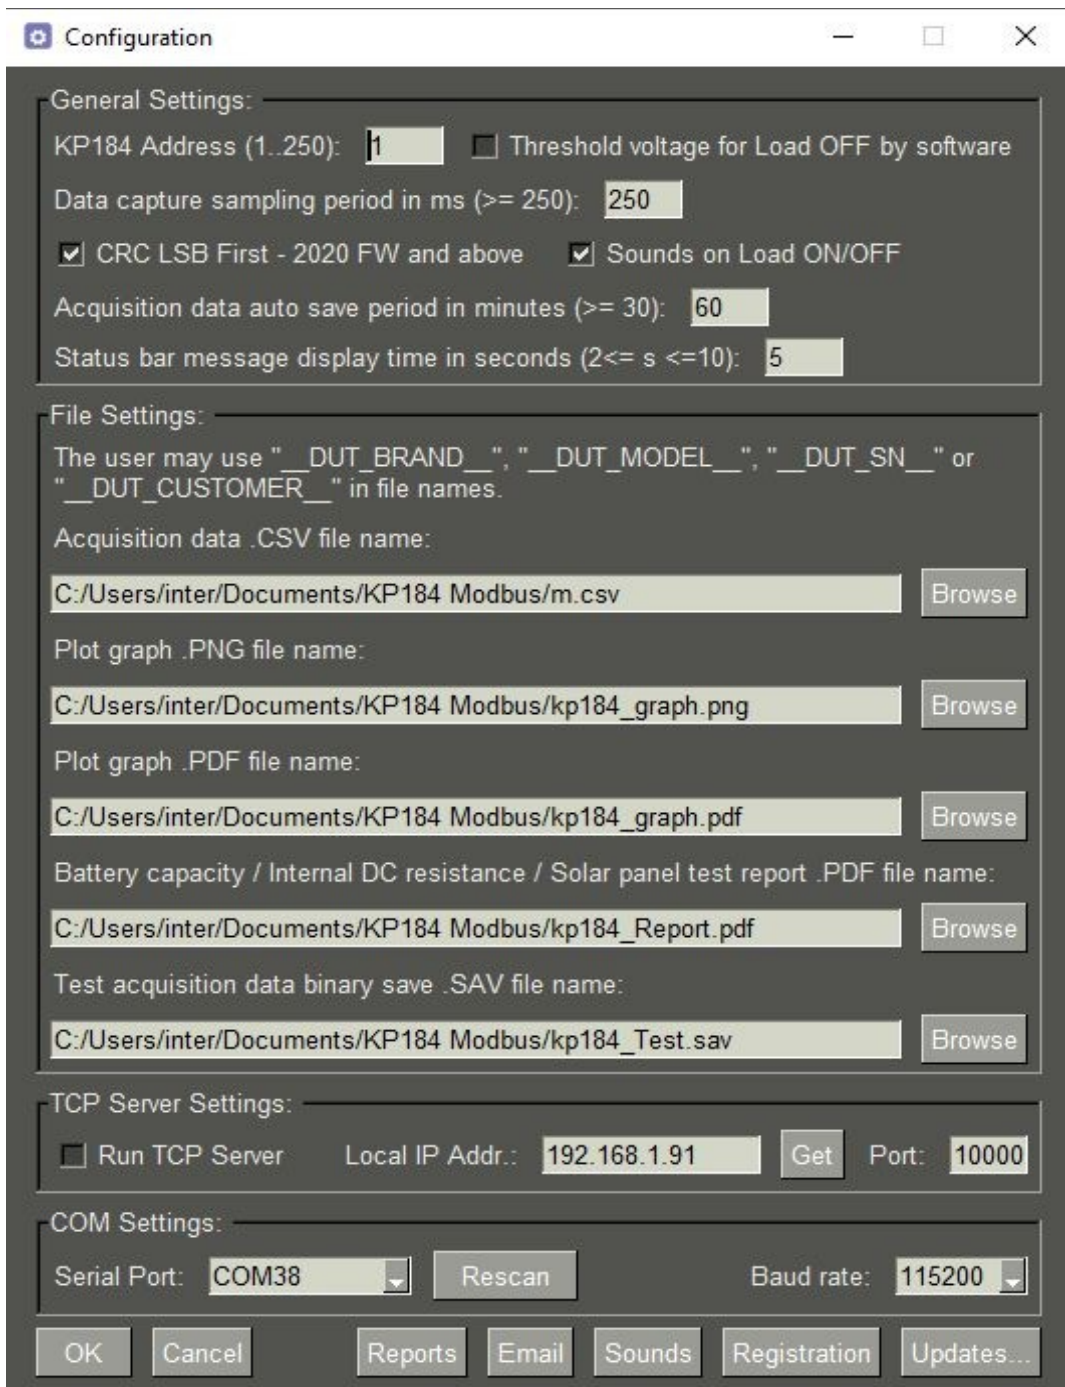 Configuration
General Settings:
KP184 Address (1..250): 1 Threshold voltage for Load OFF by software
Data capture sampling period in ms (>= 250): 250
CRC LSB First - 2020 FW and above Sounds on Load ON/OFF
Acquisition data auto save period in minutes (>= 30): 60
Status bar message display time in seconds (2<= s <=10): 5
File Settings:
The user may use "__DUT_BRAND__", "__DUT_MODEL__", "__DUT_SN__" or
"__DUT_CUSTOMER__" in file names.
Acquisition data .CSV file name:
C:/Users/inter/Documents/KP184 Modbus/m.csv Browse
Plot graph .PNG file name:
C:/Users/inter/Documents/KP184 Modbus/kp184_graph.png Browse
Plot graph .PDF file name:
C:/Users/inter/Documents/KP184 Modbus/kp184_graph.pdf Browse
Battery capacity / Internal DC resistance / Solar panel test report .PDF file name:
C:/Users/inter/Documents/KP184 Modbus/kp184_Report.pdf Browse
Test acquisition data binary save .SAV file name:
C:/Users/inter/Documents/KP184 Modbus/kp184_Test.sav Browse
TCP Server Settings:
Run TCP Server Local IP Addr.: 192.168.1.91 Get Port: 10000
COM Settings:
Serial Port: COM38 Rescan Baud rate: 115200
OK Cancel Reports Email Sounds Registration Updates...